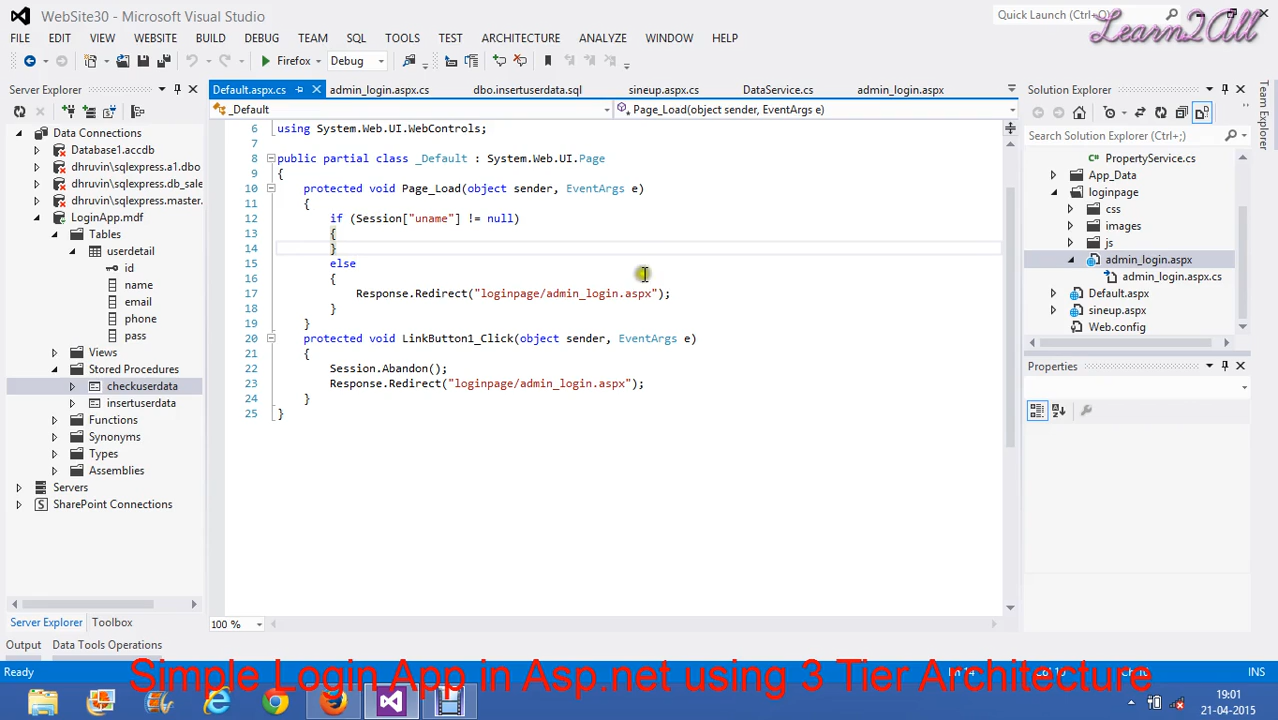 WebSite30 - Microsoft Visual Studio
Quick Launch (Ctrl+Q)
Learn2All
FILE EDIT VIEW WEBSITE BUILD DEBUG TEAM SQL TOOLS TEST ARCHITECTURE ANALYZE WINDOW HELP
Firefox Debug
Server Explorer
Data Connections
Database1.accdb
dhruvin\sqlexpress.a1.dbo
dhruvin\sqlexpress.db_sale
dhruvin\sqlexpress.master.
LoginApp.mdf
Tables
userdetail
id
name
email
phone
pass
Views
Stored Procedures
checkuserdata
insertuserdata
Functions
Synonyms
Types
Assemblies
Servers
SharePoint Connections
Server Explorer Toolbox
Default.aspx.cs admin_login.aspx.cs dbo.insertuserdata.sql sineup.aspx.cs DataService.cs admin_login.aspx
_Default Page_Load(object sender, EventArgs e)
6 using System.Web.UI.WebControls;
7
8 public partial class _Default : System.Web.UI.Page
9 {
10 protected void Page_Load(object sender, EventArgs e)
11 {
12 if (Session["uname"] != null)
13 {
14 }
15 else
16 {
17 Response.Redirect("loginpage/admin_login.aspx");
18 }
19 }
20 protected void LinkButton1_Click(object sender, EventArgs e)
21 {
22 Session.Abandon();
23 Response.Redirect("loginpage/admin_login.aspx");
24 }
25 }
100 %
Solution Explorer
Search Solution Explorer (Ctrl+;)
PropertyService.cs
App_Data
loginpage
css
images
js
admin_login.aspx
admin_login.aspx.cs
Default.aspx
sineup.aspx
Web.config
Properties
Team Explorer
Output Data Tools Operations
Ready INS
Simple Login App in Asp.net using 3 Tier Architecture
19:01
21-04-2015